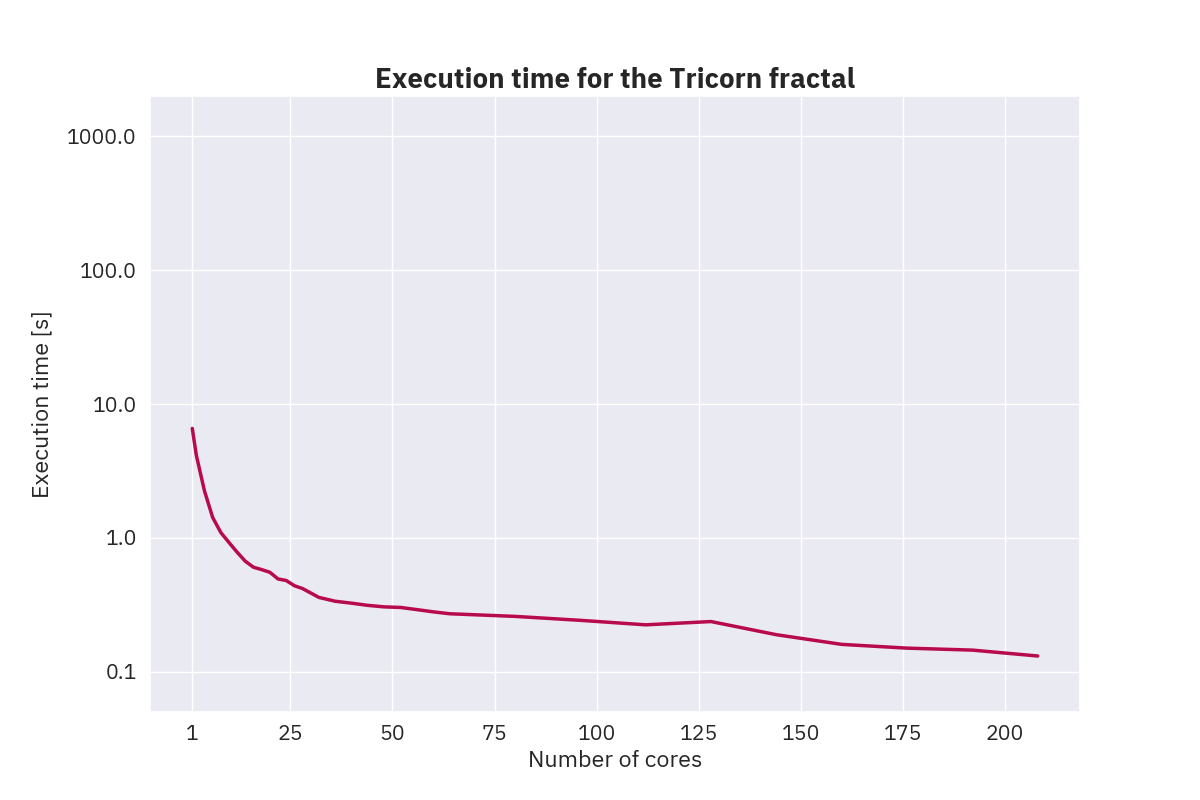 Execution time for the Tricorn fractal
1000.0
100.0
10.0
1.0
0.1
Execution time [s]
1 25 50 75 100 125 150 175 200
Number of cores